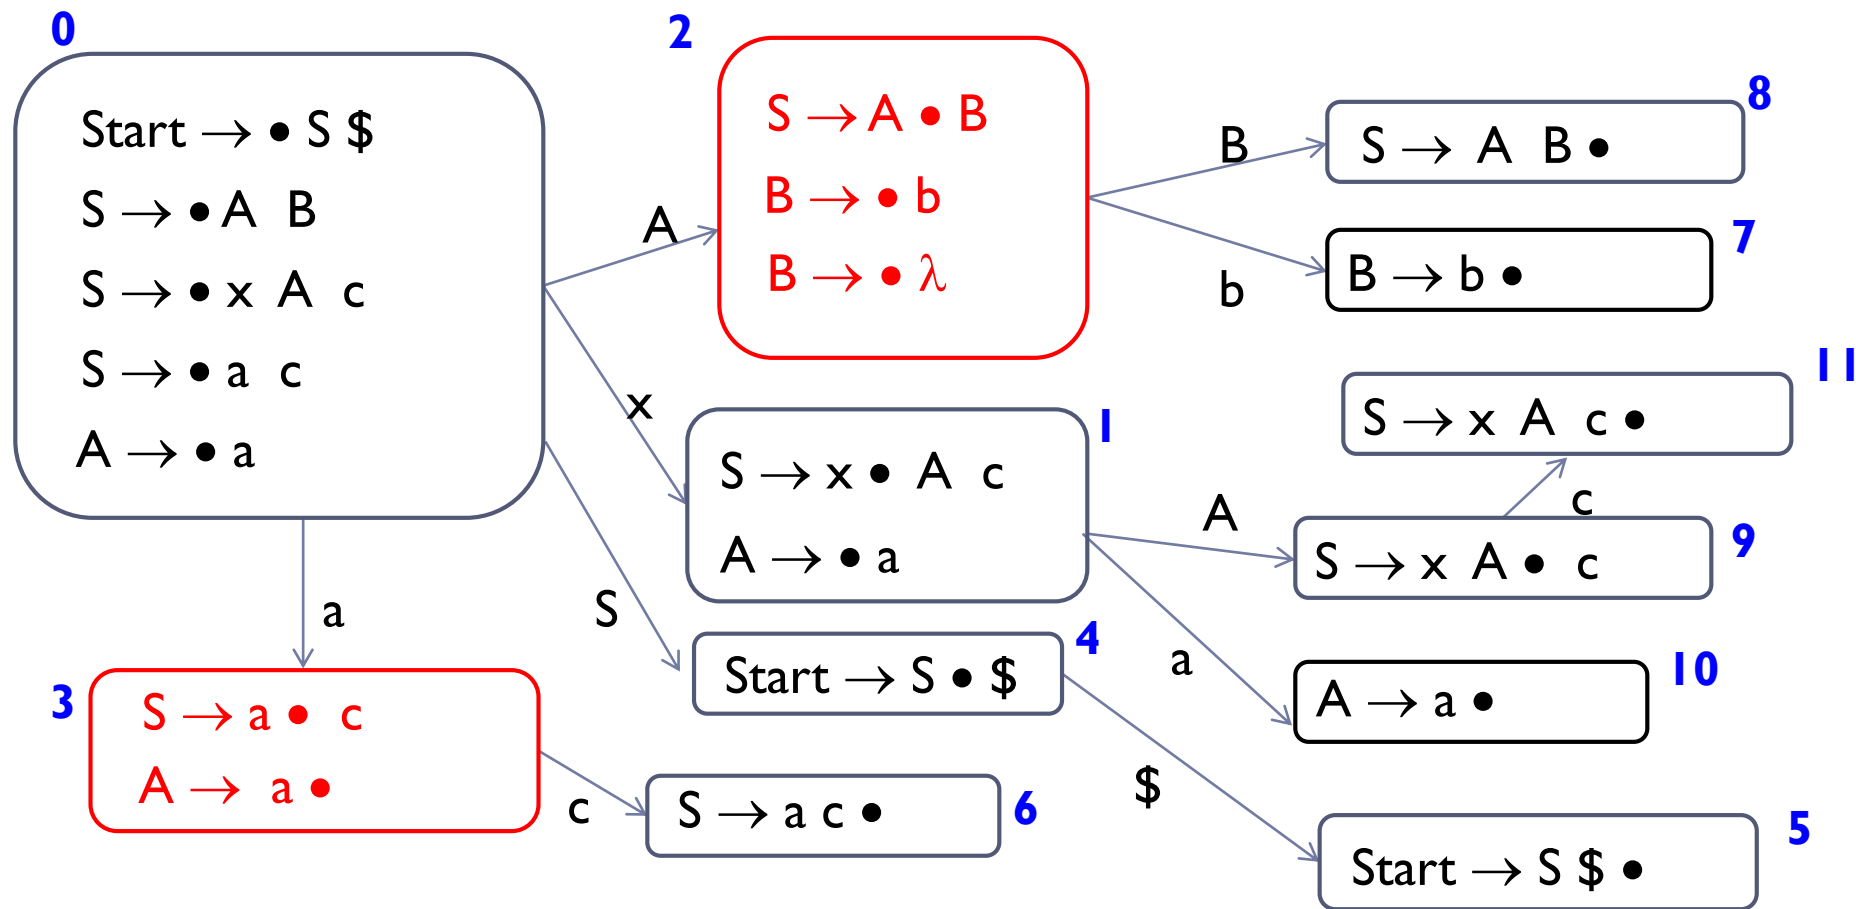 0
Start → • S $
S → • A B
S → • x A c
S → • a c
A → • a
A
x
S
a
2
S → A • B
B → • b
B → • λ
B
b
8
S → A B •
7
B → b •
1
S → x • A c
A → • a
A
a
11
S → x A c •
c
9
S → x A • c
10
A → a •
4
Start → S • $
$
3
S → a • c
A → a •
c
6
S → a c •
5
Start → S $ •